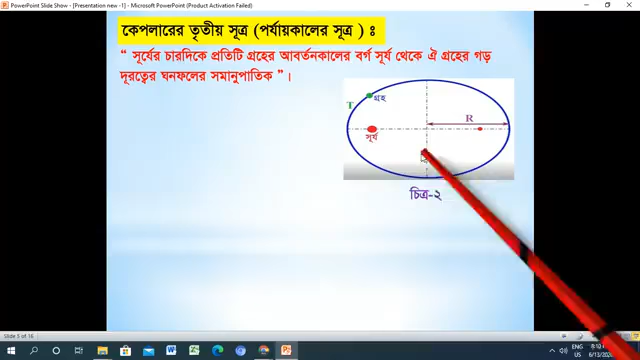 PowerPoint Slide Show - [Presentation new -1] - Microsoft PowerPoint (Product Activation Failed)
কেপলারের তৃতীয় সূত্র (পর্যায়কালের সূত্র ) ঃ
“ সূর্যের চারদিকে প্রতিটি গ্রহের আবর্তনকালের বর্গ সূর্য থেকে ঐ গ্রহের গড়
দূরত্বের ঘনফলের সমানুপাতিক ” ।
T
গ্রহ
R
সূর্য
চিত্র-২
Slide 5 of 16
ENG